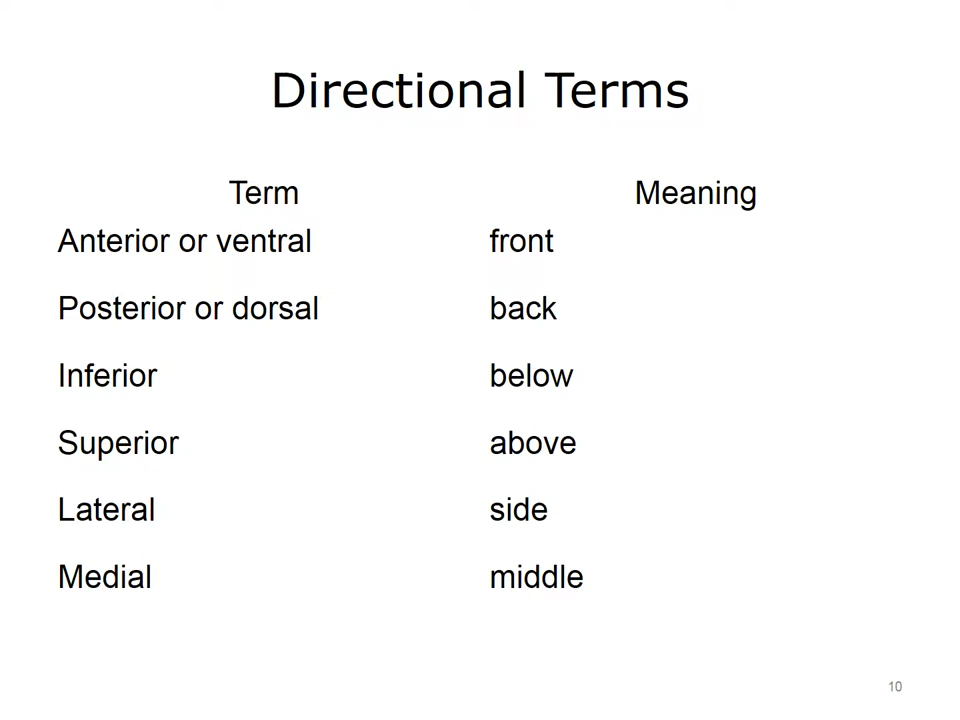 Directional Terms
Term Meaning
Anterior or ventral front
Posterior or dorsal back
Inferior below
Superior above
Lateral side
Medial middle
10